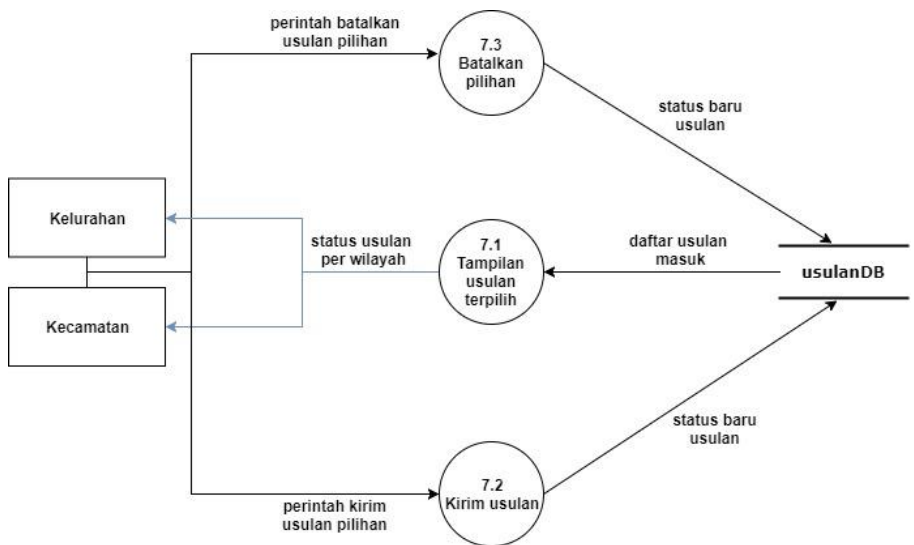 perintah batalkan
usulan pilihan
7.3
Batalkan
pilihan
status baru
usulan
Kelurahan
status usulan
per wilayah
7.1
Tampilan
usulan
terpilih
daftar usulan
masuk
usulanDB
Kecamatan
status baru
usulan
perintah kirim
usulan pilihan
7.2
Kirim usulan